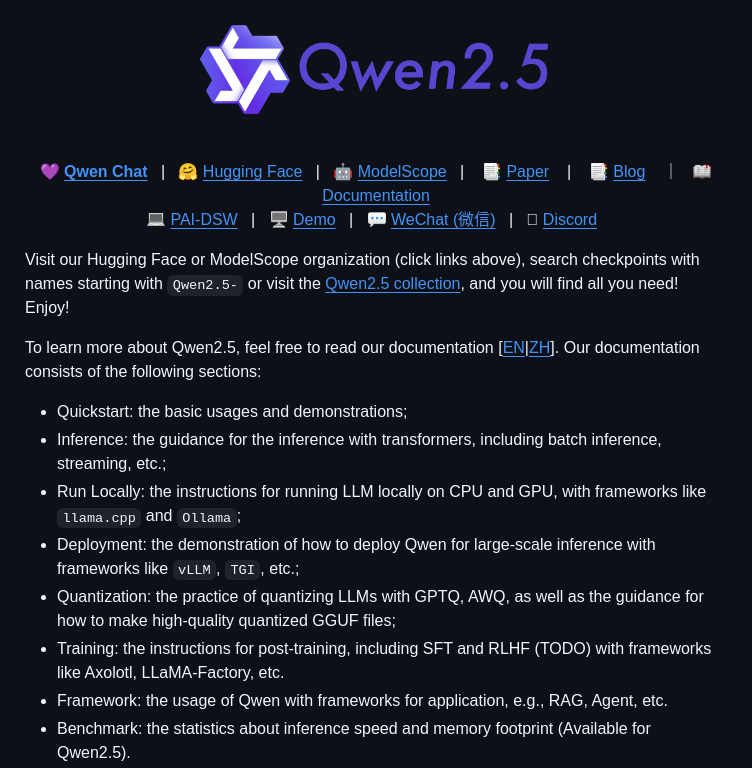 Qwen2.5
💜 Qwen Chat | 🤗 Hugging Face | 🤖 ModelScope | 📑 Paper | 📑 Blog | 📖
Documentation
💻 PAI-DSW | 🖥️ Demo | 💬 WeChat (微信) | Discord
Visit our Hugging Face or ModelScope organization (click links above), search checkpoints with
names starting with Qwen2.5- or visit the Qwen2.5 collection, and you will find all you need!
Enjoy!
To learn more about Qwen2.5, feel free to read our documentation [EN|ZH]. Our documentation
consists of the following sections:
• Quickstart: the basic usages and demonstrations;
• Inference: the guidance for the inference with transformers, including batch inference,
streaming, etc.;
• Run Locally: the instructions for running LLM locally on CPU and GPU, with frameworks like
llama.cpp and Ollama;
• Deployment: the demonstration of how to deploy Qwen for large-scale inference with
frameworks like vLLM, TGI, etc.;
• Quantization: the practice of quantizing LLMs with GPTQ, AWQ, as well as the guidance for
how to make high-quality quantized GGUF files;
• Training: the instructions for post-training, including SFT and RLHF (TODO) with frameworks
like Axolotl, LLaMA-Factory, etc.
• Framework: the usage of Qwen with frameworks for application, e.g., RAG, Agent, etc.
• Benchmark: the statistics about inference speed and memory footprint (Available for
Qwen2.5).